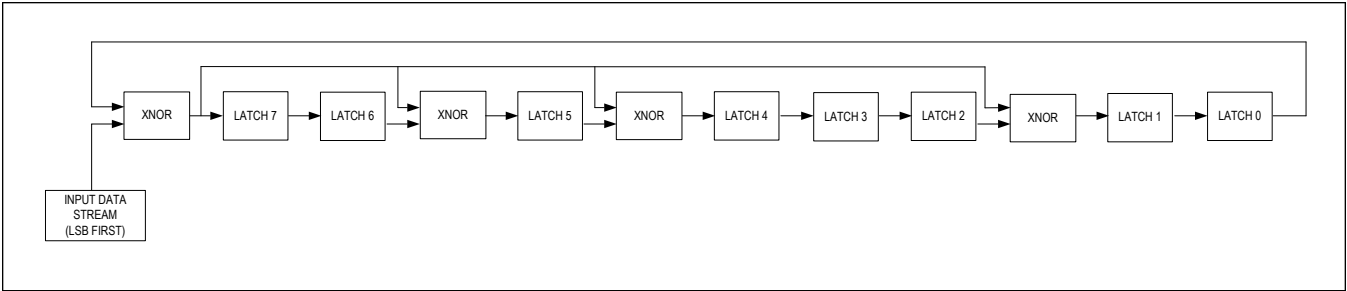 XNOR
LATCH 7
LATCH 6
XNOR
LATCH 5
XNOR
LATCH 4
LATCH 3
LATCH 2
XNOR
LATCH 1
LATCH 0
INPUT DATA
STREAM
(LSB FIRST)